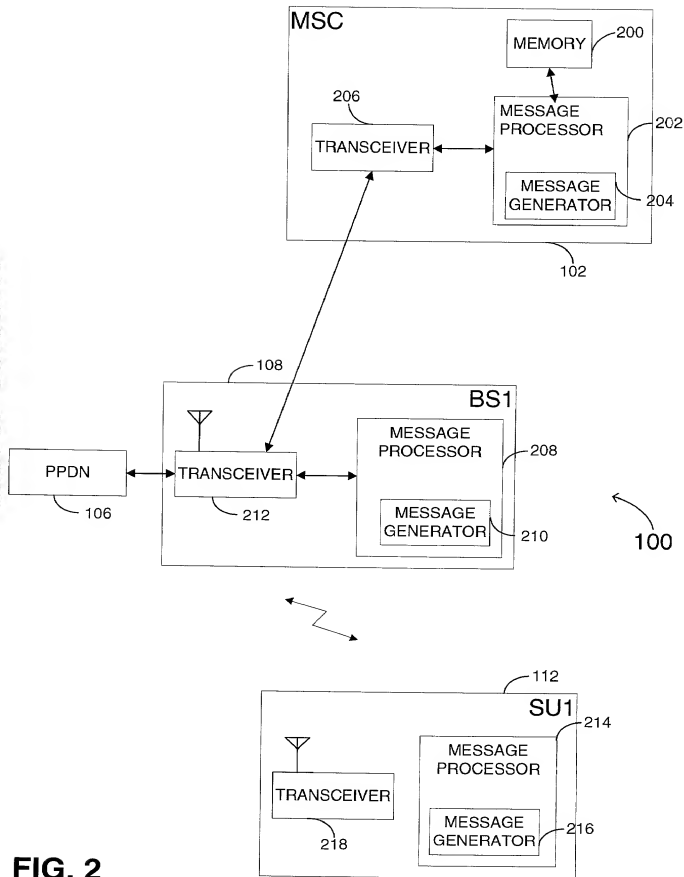 MSC
MEMORY
200
206
TRANSCEIVER
MESSAGE
PROCESSOR
202
MESSAGE
GENERATOR
204
102
108
BS1
MESSAGE
PROCESSOR
208
PPDN
TRANSCEIVER
106
212
MESSAGE
GENERATOR
210
100
112
SU1
214
MESSAGE
PROCESSOR
TRANSCEIVER
218
MESSAGE
GENERATOR
216
FIG. 2